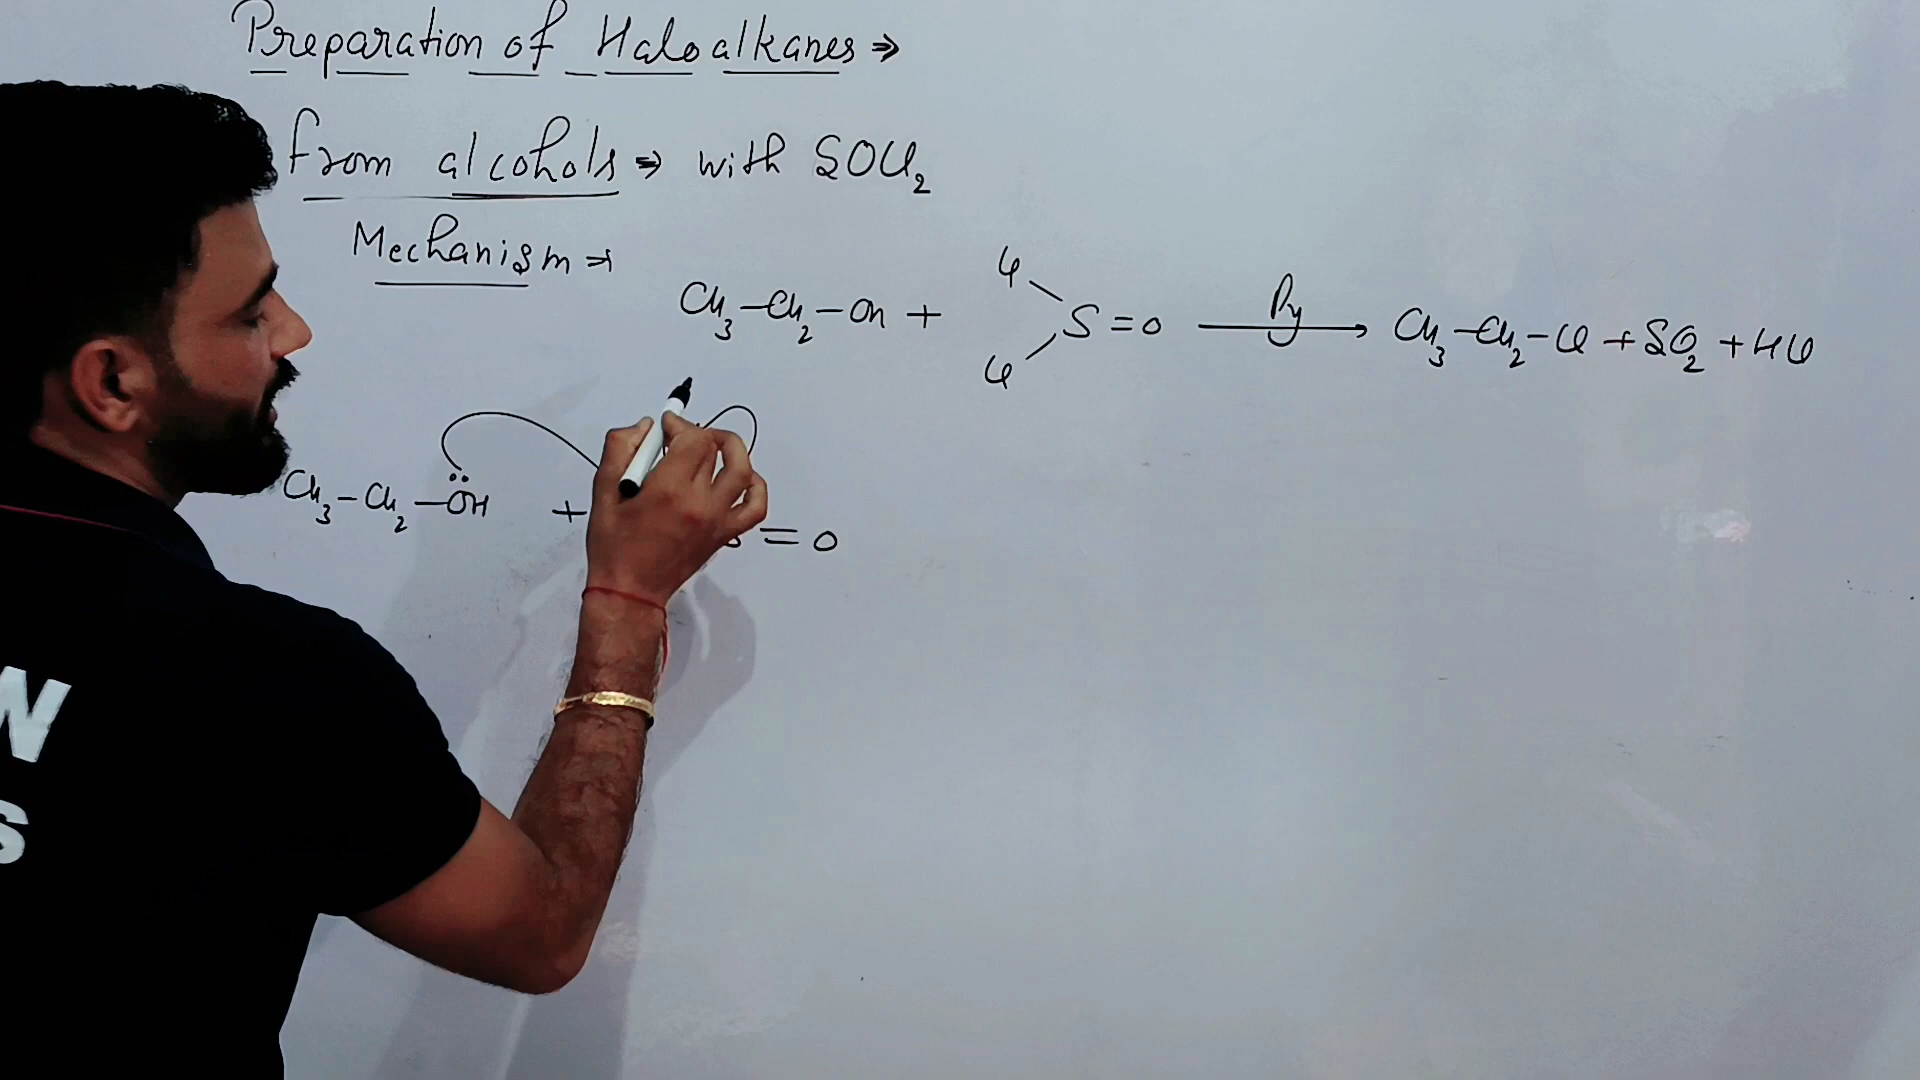 Preparation of Haloalkanes ⇒
from alcohols ⇒ with SOCl2
Mechanism ⇒
CH3-CH2-OH + Cl Cl S=O Py → CH3-CH2-Cl + SO2 + HCl
CH3-CH2-ÖH + S=O
W
S